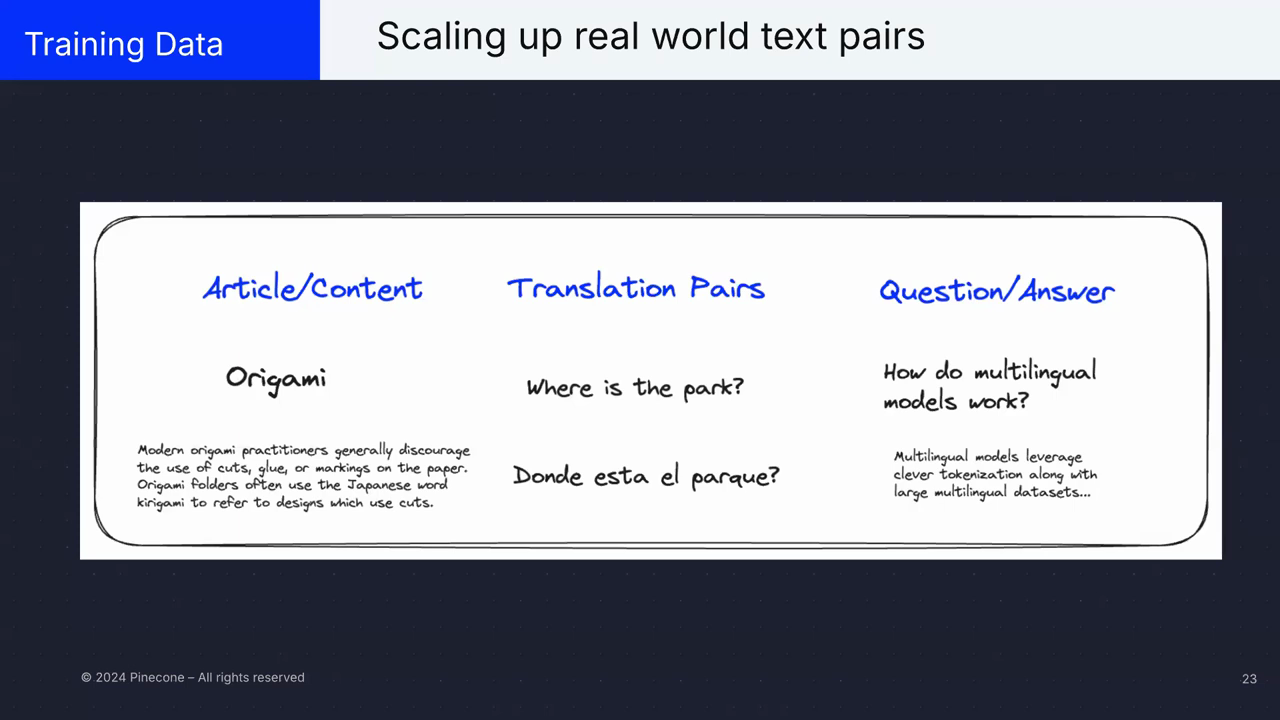 Training Data
Scaling up real world text pairs
Article/Content
Origami
Modern origami practitioners generally discourage
the use of cuts, glue, or markings on the paper.
Origami folders often use the Japanese word
kirigami to refer to designs which use cuts.
Translation Pairs
Where is the park?
Donde esta el parque?
Question/Answer
How do multilingual
models work?
Multilingual models leverage
clever tokenization along with
large multilingual datasets...
© 2024 Pinecone – All rights reserved
23